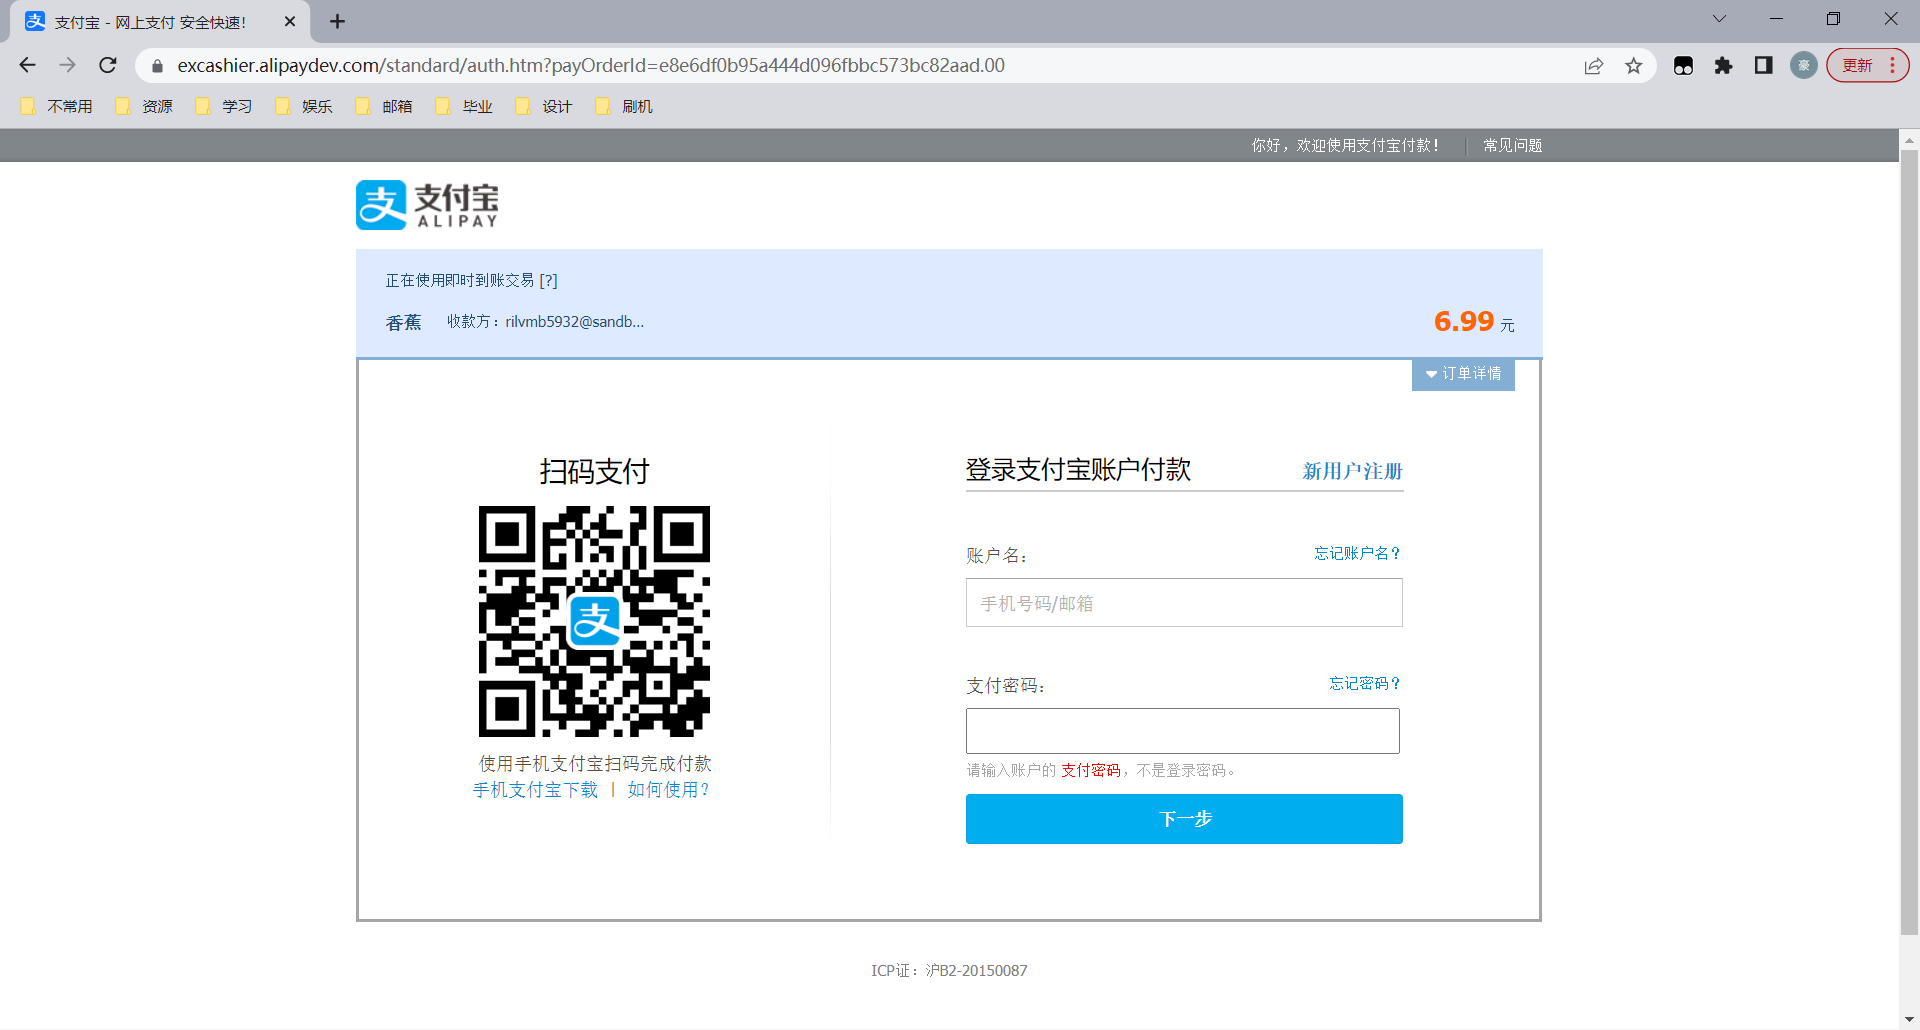 支付宝 - 网上支付 安全快速!
excashier.alipaydev.com/standard/auth.htm?payOrderId=e8e6df0b95a444d096fbbc573bc82aad.00
豪
更新
不常用 资源 学习 娱乐 邮箱 毕业 设计 刷机
你好，欢迎使用支付宝付款！ 常见问题
支 支付宝
ALIPAY
正在使用即时到账交易 [?]
香蕉 收款方：rilvmb5932@sandb...
6.99 元
订单详情
扫码支付
支
使用手机支付宝扫码完成付款
手机支付宝下载 | 如何使用？
登录支付宝账户付款 新用户注册
账户名： 忘记账户名？
手机号码/邮箱
支付密码： 忘记密码？
请输入账户的 支付密码，不是登录密码。
下一步
ICP证：沪B2-20150087